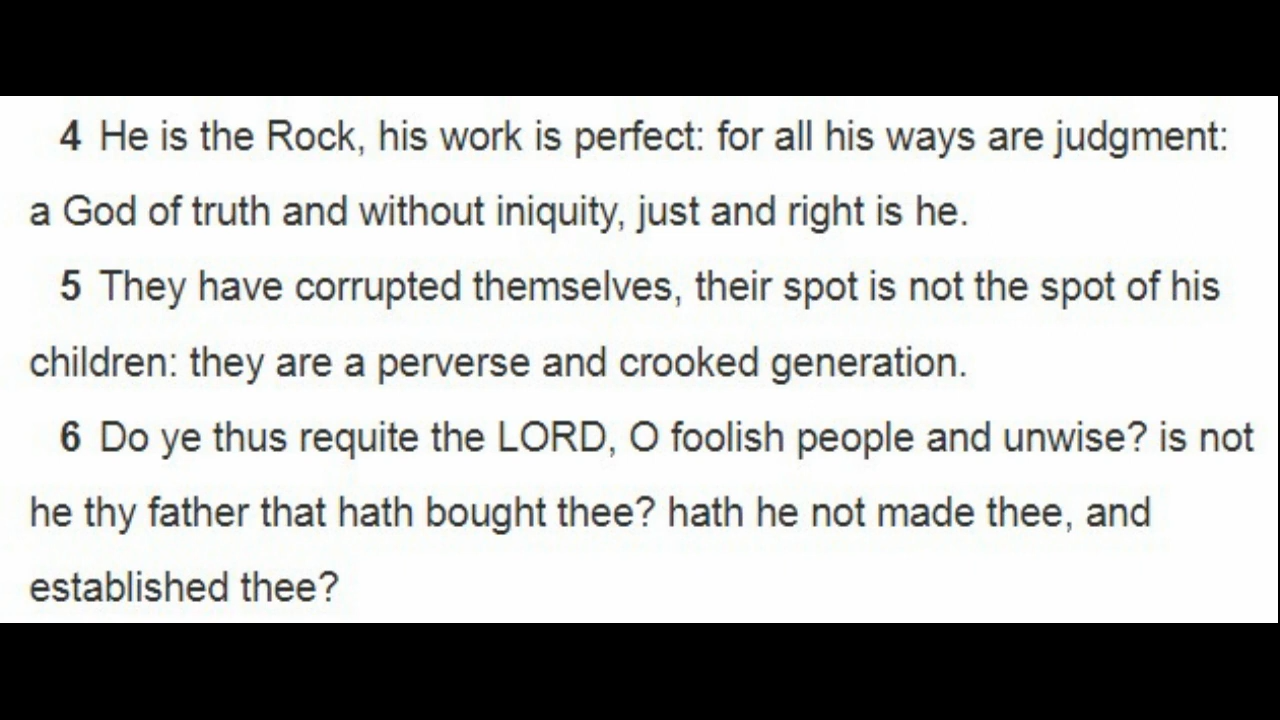 4 He is the Rock, his work is perfect: for all his ways are judgment:
a God of truth and without iniquity, just and right is he.
5 They have corrupted themselves, their spot is not the spot of his
children: they are a perverse and crooked generation.
6 Do ye thus requite the LORD, O foolish people and unwise? is not
he thy father that hath bought thee? hath he not made thee, and
established thee?